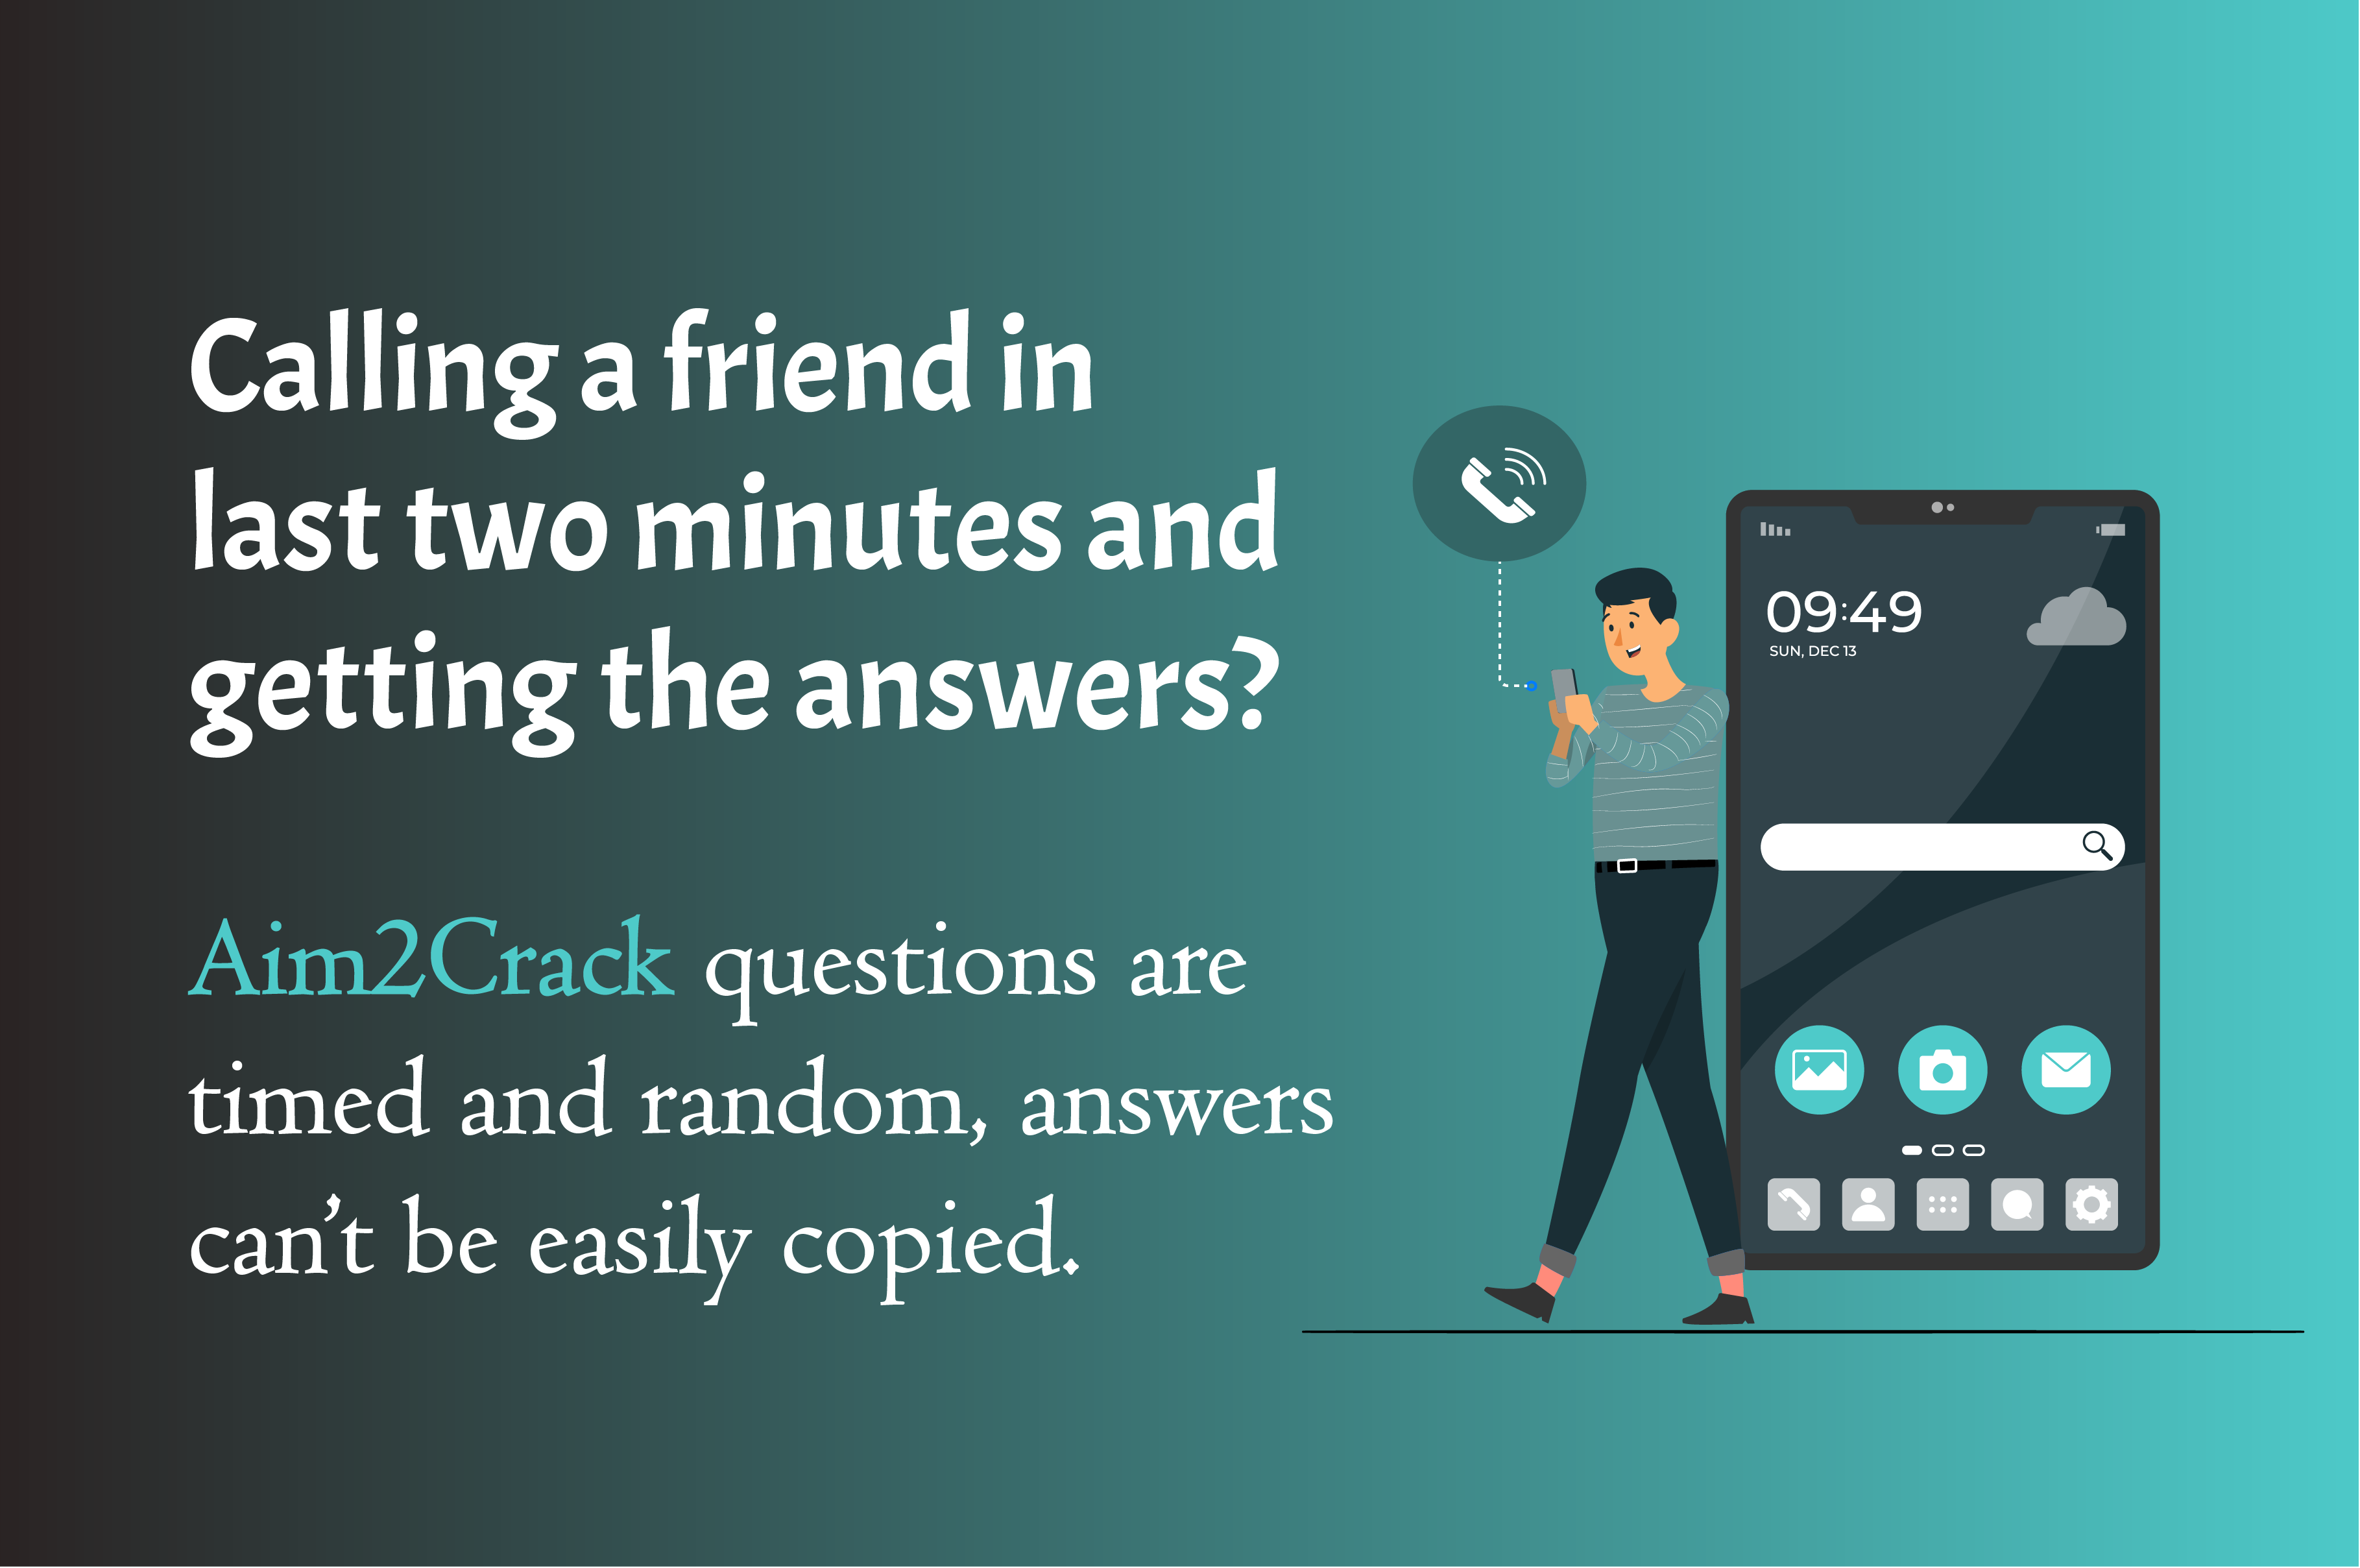 Calling a friend in
last two minutes and
getting the answers?
Aim2Crack questions are
timed and random, answers
can't be easily copied.
09:49
SUN, DEC 13